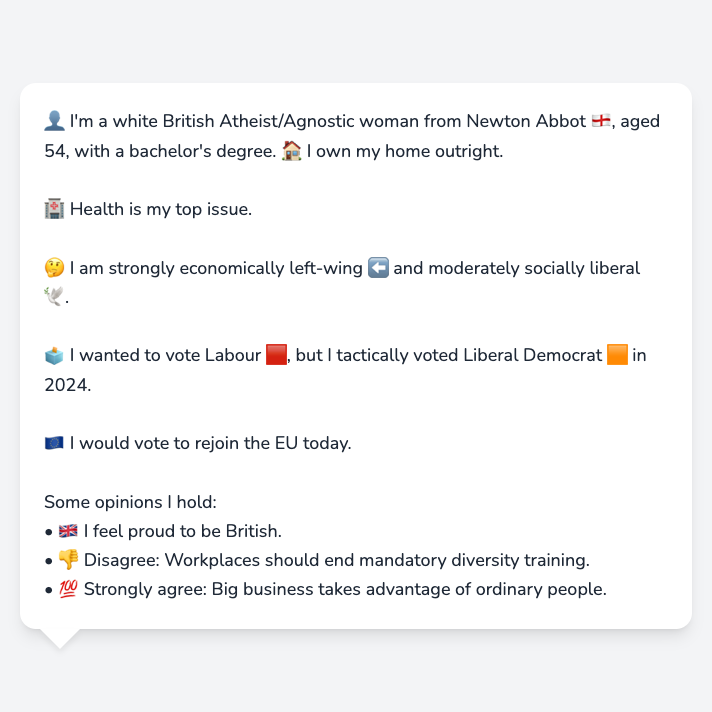 👤 I'm a white British Atheist/Agnostic woman from Newton Abbot 🏴󠁧󠁢󠁥󠁮󠁧󠁿, aged
54, with a bachelor's degree. 🏠 I own my home outright.
🏥 Health is my top issue.
🤔 I am strongly economically left-wing ⬅️ and moderately socially liberal
🕊️.
🗳️ I wanted to vote Labour 🟥, but I tactically voted Liberal Democrat 🟧 in
2024.
🇪🇺 I would vote to rejoin the EU today.
Some opinions I hold:
• 🇬🇧 I feel proud to be British.
• 👎 Disagree: Workplaces should end mandatory diversity training.
• 💯 Strongly agree: Big business takes advantage of ordinary people.